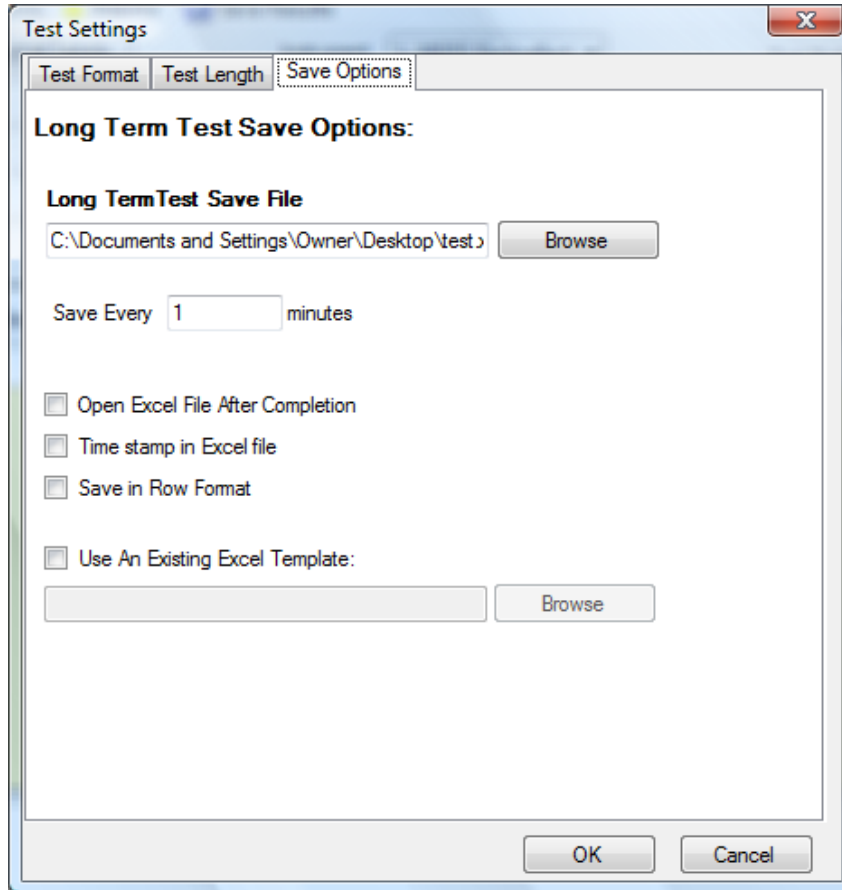 Test Settings
Test Format Test Length Save Options
Long Term Test Save Options:
Long Term Test Save File
C:\Documents and Settings\Owner\Desktop\test.x Browse
Save Every 1 minutes
Open Excel File After Completion
Time stamp in Excel file
Save in Row Format
Use An Existing Excel Template:
Browse
OK Cancel